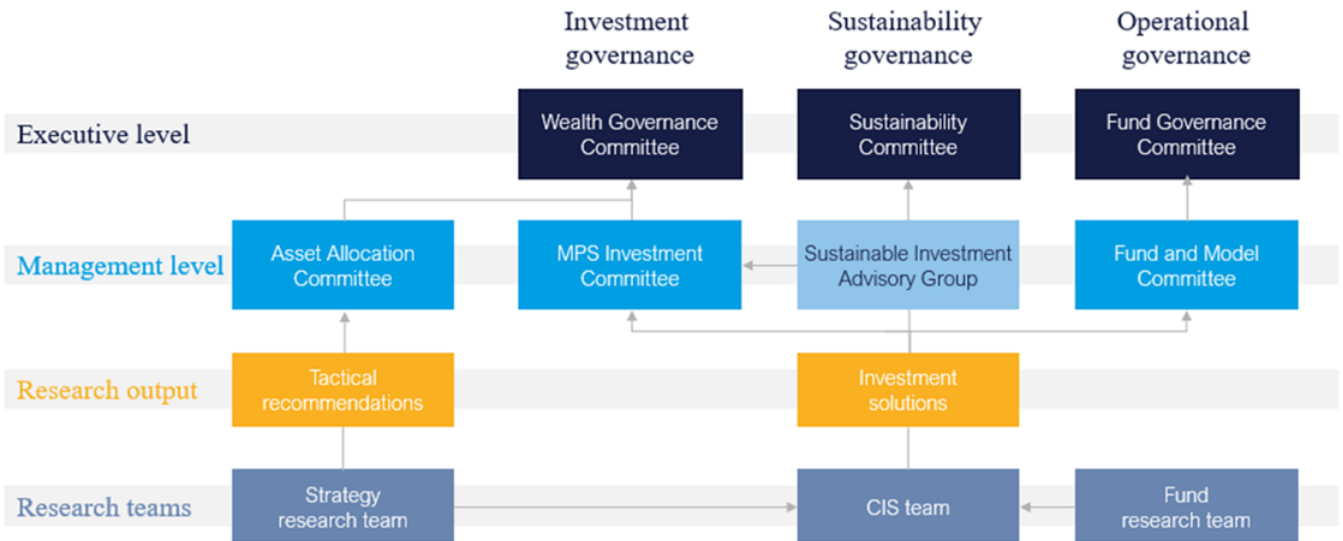 Investment
governance
Sustainability
governance
Operational
governance
Executive level
Wealth Governance
Committee
Sustainability
Committee
Fund Governance
Committee
Management level
Asset Allocation
Committee
MPS Investment
Committee
Sustainable Investment
Advisory Group
Fund and Model
Committee
Research output
Tactical
recommendations
Investment
solutions
Research teams
Strategy
research team
CIS team
Fund
research team